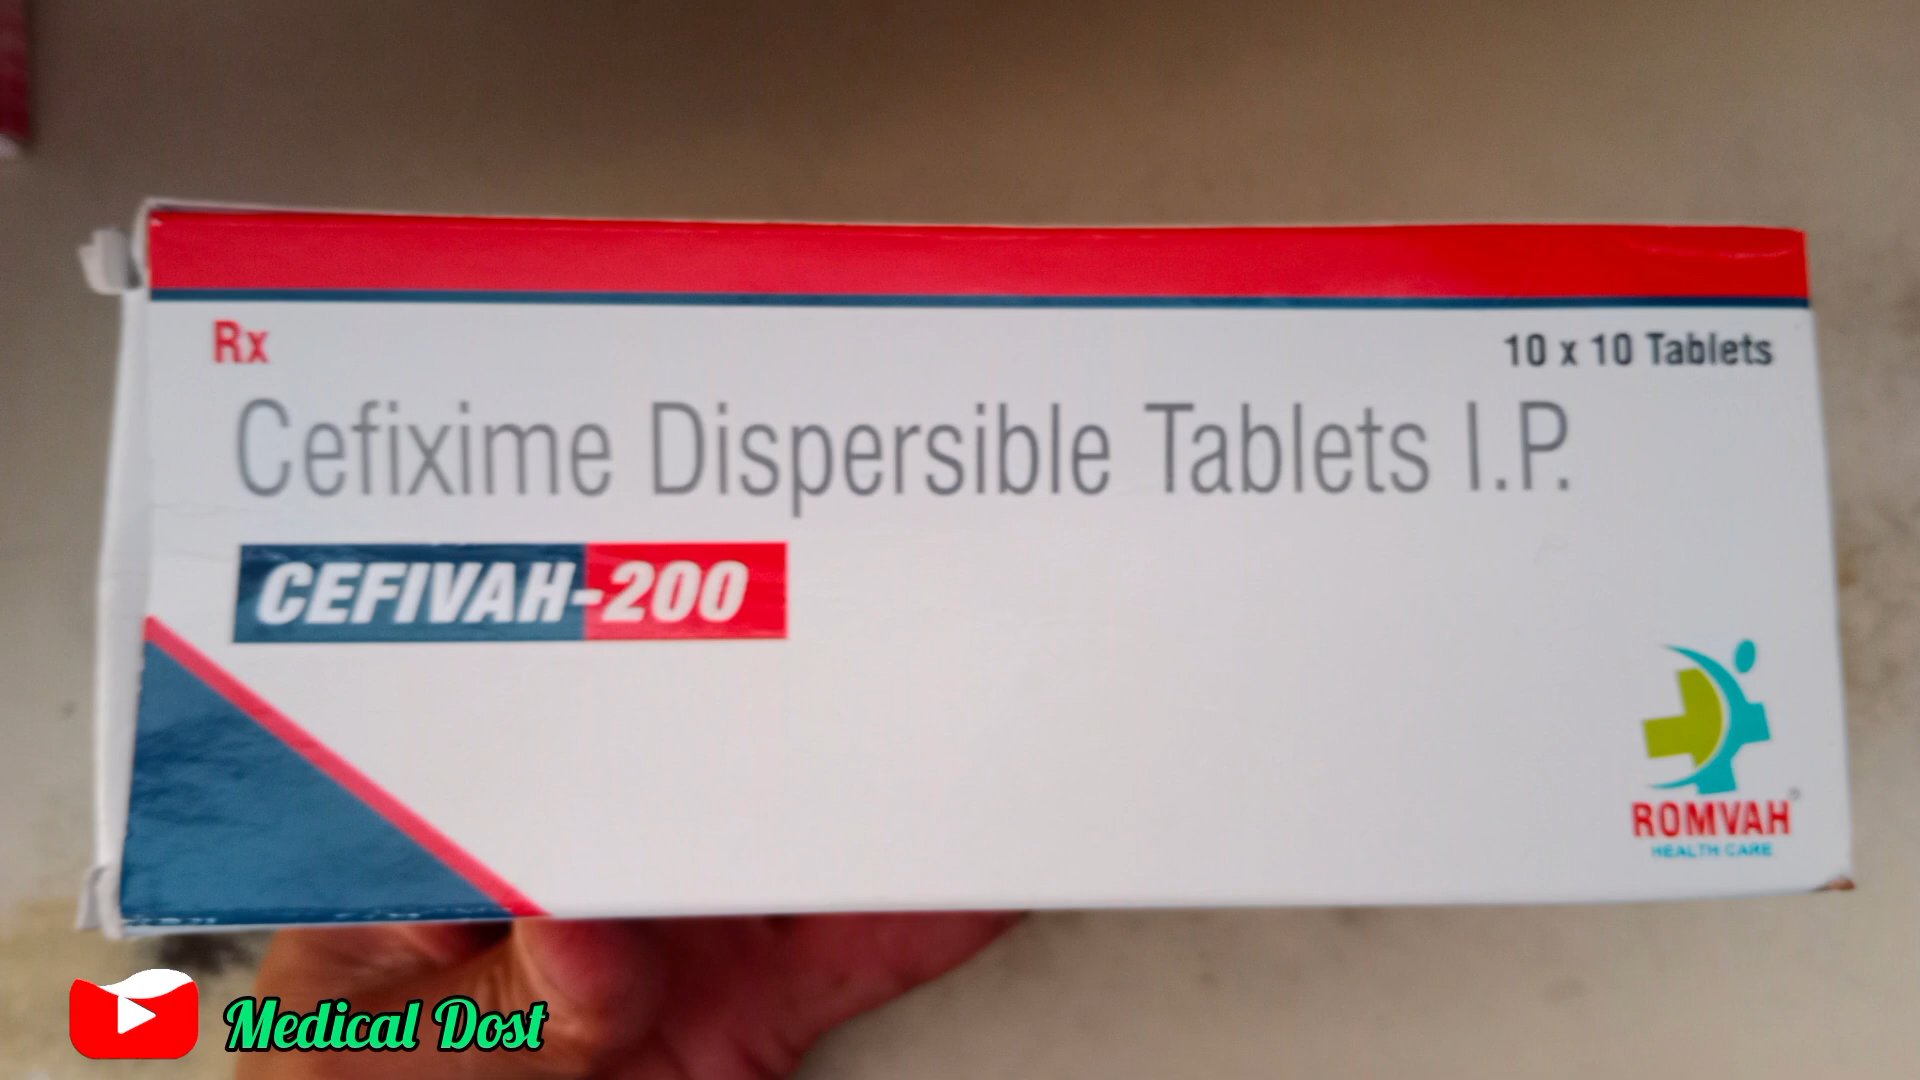 Rx
10 x 10 Tablets
Cefixime Dispersible Tablets I.P.
CEFIVAH-200
ROMVAH®
HEALTH CARE
Medical Dost